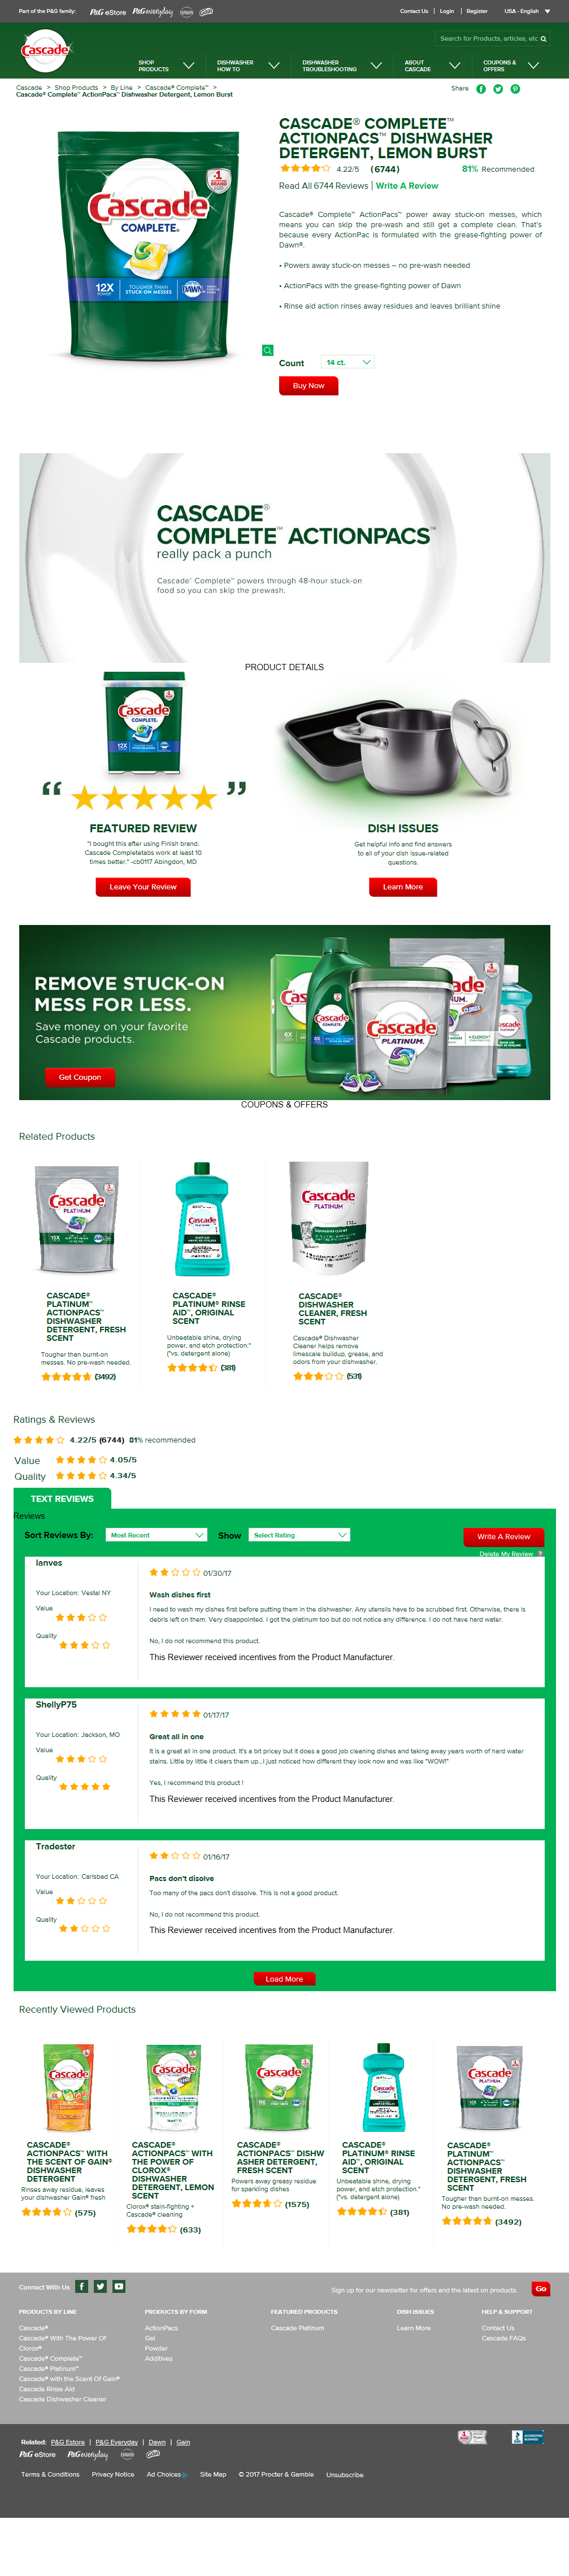 Part of the P&G family:
P&G eStore
P&G everyday
DAWN
Contact Us | Login | Register
USA - English
Cascade
Search for Products, articles, etc
SHOP PRODUCTS
DISHWASHER HOW TO
DISHWASHER TROUBLESHOOTING
ABOUT CASCADE
COUPONS & OFFERS
Cascade > Shop Products > By Line > Cascade® Complete™ >
Cascade® Complete™ ActionPacs™ Dishwasher Detergent, Lemon Burst
Share
CASCADE® COMPLETE™
ACTIONPACS™ DISHWASHER
DETERGENT, LEMON BURST
4.22/5 (6744) 81% Recommended
Read All 6744 Reviews | Write A Review
Cascade® Complete™ ActionPacs™ power away stuck-on messes, which
means you can skip the pre-wash and still get a complete clean. That's
because every ActionPac is formulated with the grease-fighting power of
Dawn®.
• Powers away stuck-on messes – no pre-wash needed
• ActionPacs with the grease-fighting power of Dawn
• Rinse aid action rinses away residues and leaves brilliant shine
Cascade
COMPLETE
12X POWER
TOUGHER THAN
STUCK-ON MESSES
DAWN
Count 14 ct.
Buy Now
CASCADE®
COMPLETE™ ACTIONPACS™
really pack a punch
Cascade® Complete™ powers through 48-hour stuck-on
food so you can skip the prewash.
PRODUCT DETAILS
Cascade
COMPLETE
12X
“ ”
FEATURED REVIEW
"I bought this after using Finish brand.
Cascade Completetabs work at least 10
times better." -cb0117 Abingdon, MD
Leave Your Review
DISH ISSUES
Get helpful info and find answers
to all of your dish issue-related
questions.
Learn More
REMOVE STUCK-ON
MESS FOR LESS.
Save money on your favorite
Cascade products.
Get Coupon
Cascade
PLATINUM
COUPONS & OFFERS
Related Products
Cascade
PLATINUM
Cascade
Cascade
PLATINUM
CASCADE®
PLATINUM™
ACTIONPACS™
DISHWASHER
DETERGENT, FRESH
SCENT
Tougher than burnt-on
messes. No pre-wash needed.
(3492)
CASCADE®
PLATINUM® RINSE
AID™, ORIGINAL
SCENT
Unbeatable shine, drying
power, and etch protection.*
(*vs. detergent alone)
(381)
CASCADE®
DISHWASHER
CLEANER, FRESH
SCENT
Cascade® Dishwasher
Cleaner helps remove
limescale buildup, grease, and
odors from your dishwasher.
(531)
Ratings & Reviews
4.22/5 (6744) 81% recommended
Value 4.05/5
Quality 4.34/5
TEXT REVIEWS
Reviews
Sort Reviews By: Most Recent
Show Select Rating
Write A Review
Delete My Review ?
lanves
Your Location: Vestal NY
Value
Quality
01/30/17
Wash dishes first
I need to wash my dishes first before putting them in the dishwasher. Any utensils have to be scrubbed first. Otherwise, there is
debris left on them. Very disappointed. I got the platinum too but do not notice any difference. I do not have hard water.
No, I do not recommend this product.
This Reviewer received incentives from the Product Manufacturer.
ShellyP75
Your Location: Jackson, MO
Value
Quality
01/17/17
Great all in one
It is a great all in one product. It's a bit pricey but it does a good job cleaning dishes and taking away years worth of hard water
stains. Little by little it clears them up...I just noticed how different they look now and was like "WOW!"
Yes, I recommend this product !
This Reviewer received incentives from the Product Manufacturer.
Tradester
Your Location: Carlsbad CA
Value
Quality
01/16/17
Pacs don't disolve
Too many of the pacs don't dissolve. This is not a good product.
No, I do not recommend this product.
This Reviewer received incentives from the Product Manufacturer.
Load More
Recently Viewed Products
Cascade
Cascade
Cascade
Cascade
Cascade
PLATINUM
CASCADE®
ACTIONPACS™ WITH
THE SCENT OF GAIN®
DISHWASHER
DETERGENT
Rinses away residue, leaves
your dishwasher Gain® fresh
(575)
CASCADE®
ACTIONPACS™ WITH
THE POWER OF
CLOROX®
DISHWASHER
DETERGENT, LEMON
SCENT
Clorox® stain-fighting +
Cascade® cleaning
(633)
CASCADE®
ACTIONPACS™ DISHW
ASHER DETERGENT,
FRESH SCENT
Powers away greasy residue
for sparkling dishes
(1575)
CASCADE®
PLATINUM® RINSE
AID™, ORIGINAL
SCENT
Unbeatable shine, drying
power, and etch protection.*
(*vs. detergent alone)
(381)
CASCADE®
PLATINUM™
ACTIONPACS™
DISHWASHER
DETERGENT, FRESH
SCENT
Tougher than burnt-on messes.
No pre-wash needed.
(3492)
Connect With Us
Sign up for our newsletter for offers and the latest on products. Go
PRODUCTS BY LINE
Cascade®
Cascade® With The Power Of
Clorox®
Cascade® Complete™
Cascade® Platinum™
Cascade® with the Scent Of Gain®
Cascade Rinse Aid
Cascade Dishwasher Cleaner
PRODUCTS BY FORM
ActionPacs
Gel
Powder
Additives
FEATURED PRODUCTS
Cascade Platinum
DISH ISSUES
Learn More
HELP & SUPPORT
Contact Us
Cascade FAQs
Related: P&G Estore | P&G Everyday | Dawn | Gain
P&G eStore P&G everyday DAWN
ACCREDITED BUSINESS
Terms & Conditions Privacy Notice Ad Choices Site Map © 2017 Procter & Gamble Unsubscribe